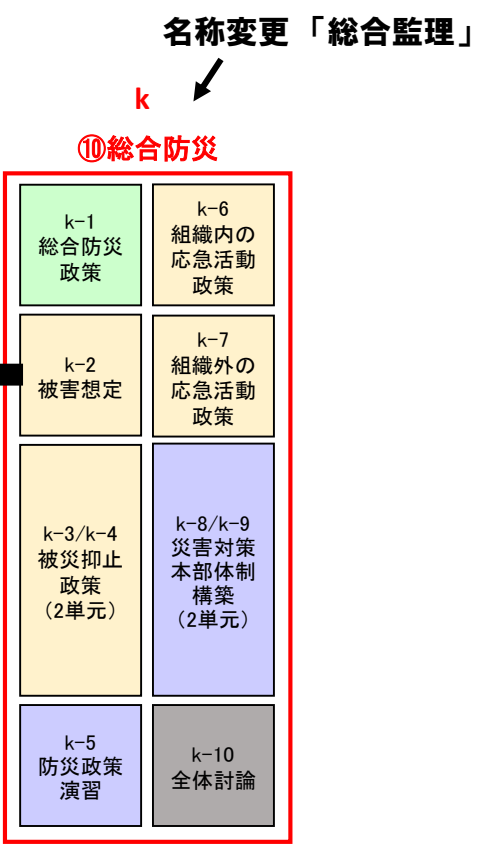 名称変更「総合監理」
k
⑩総合防災
k-1
総合防災
政策
k-2
被害想定
k-3/k-4
被災抑止
政策
（2単元）
k-5
防災政策
演習
k-6
組織内の
応急活動
政策
k-7
組織外の
応急活動
政策
k-8/k-9
災害対策
本部体制
構築
（2単元）
k-10
全体討論